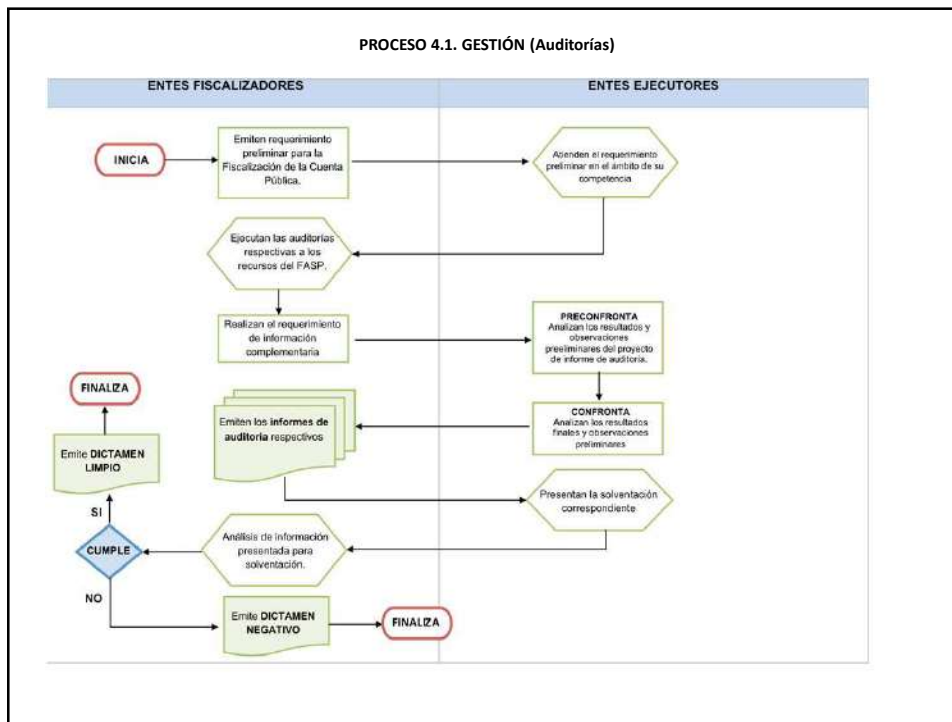 PROCESO 4.1. GESTIÓN (Auditorías)
ENTES FISCALIZADORES
ENTES EJECUTORES
INICIA
Emiten requerimiento
preliminar para la
Fiscalización de la Cuenta
Pública.
Atienden el requerimiento
preliminar en el ámbito de su
competencia
Ejecutan las auditorías
respectivas a los
recursos del FASP.
Realizan el requerimiento
de información
complementaria
PRECONFRONTA
Analizan los resultados y
observaciones
preeliminares del proyecto
de informe de auditoría.
FINALIZA
Emiten los informes de
auditoria respectivos
CONFRONTA
Analizan los resultados
finales y observaciones
preliminares
Emite DICTAMEN
LIMPIO
Presentan la solventación
correspondiente
SI
CUMPLE
Análisis de información
presentada para
solventación.
NO
Emite DICTAMEN
NEGATIVO
FINALIZA